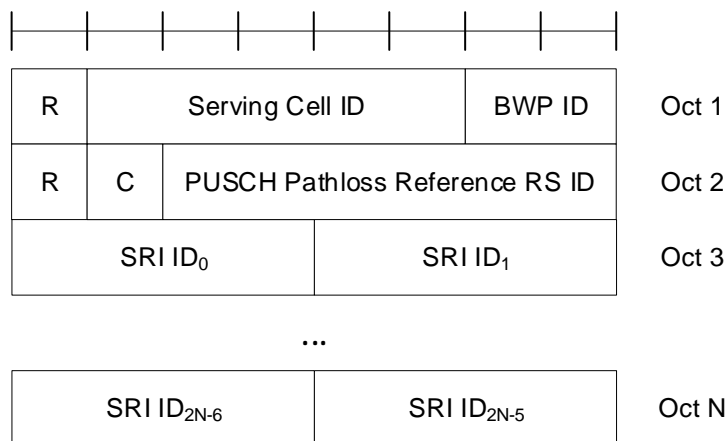 R Serving Cell ID BWP ID Oct 1
R C PUSCH Pathloss Reference RS ID Oct 2
SRI ID₀ SRI ID₁ Oct 3
...
SRI ID₂N-₆ SRI ID₂N-₅ Oct N